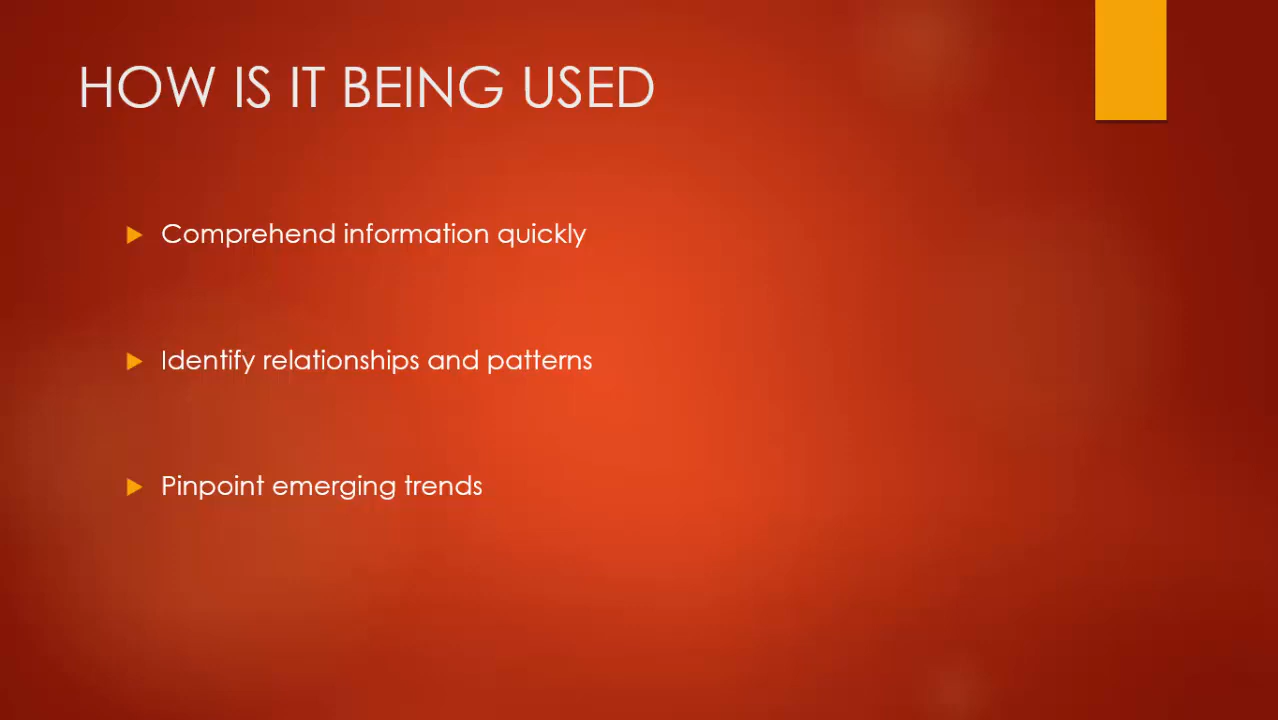 HOW IS IT BEING USED
Comprehend information quickly
Identify relationships and patterns
Pinpoint emerging trends